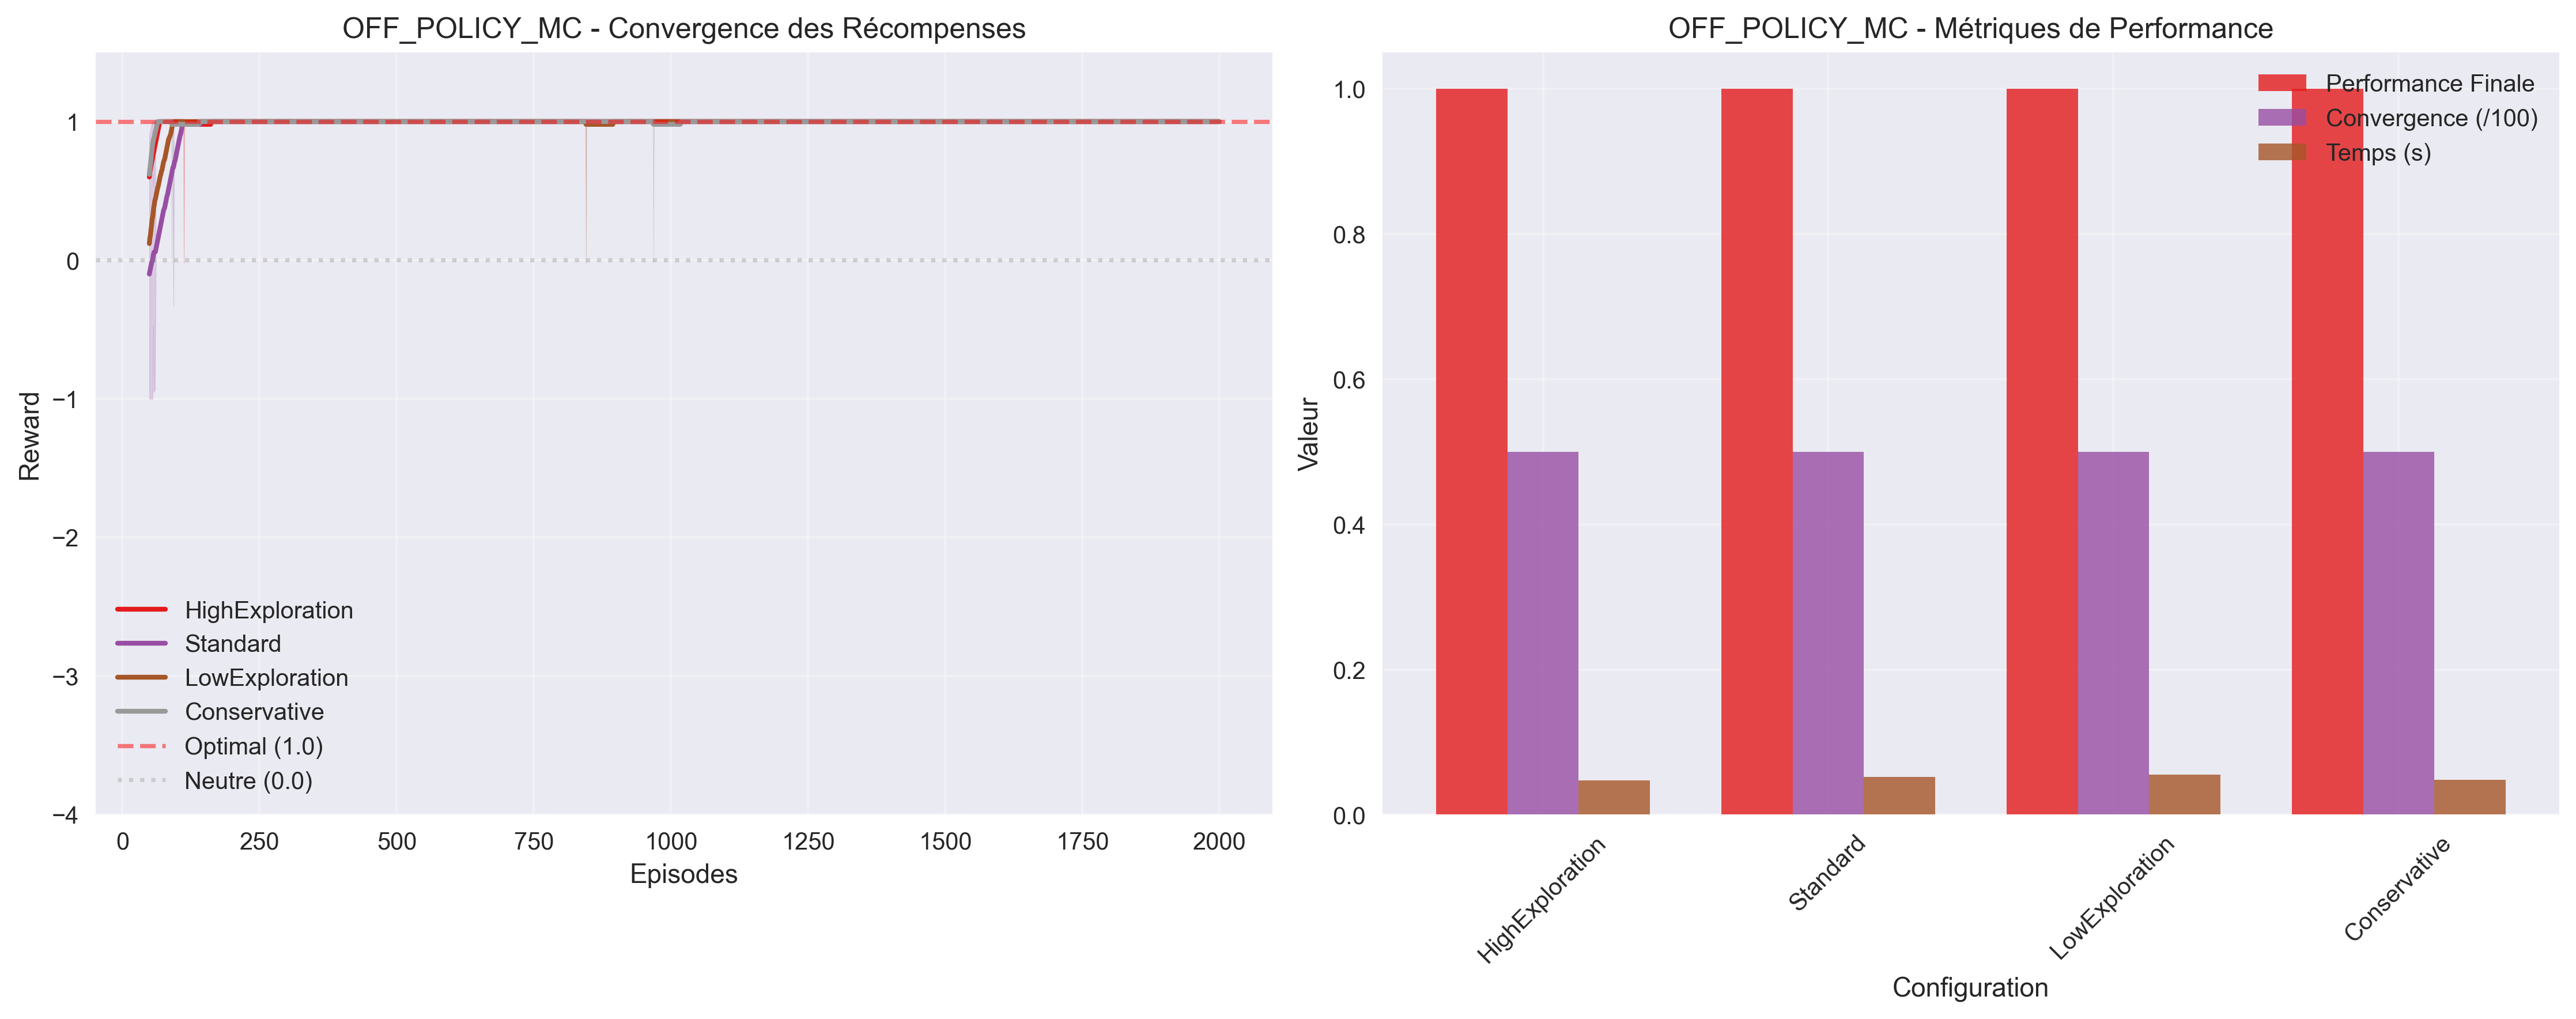 OFF_POLICY_MC - Convergence des Récompenses
1
0
−1
−2
−3
−4
Reward
HighExploration
Standard
LowExploration
Conservative
Optimal (1.0)
Neutre (0.0)
0 250 500 750 1000 1250 1500 1750 2000
Episodes
OFF_POLICY_MC - Métriques de Performance
1.0
0.8
0.6
0.4
0.2
0.0
Valeur
Performance Finale
Convergence (/100)
Temps (s)
HighExploration
Standard
LowExploration
Conservative
Configuration